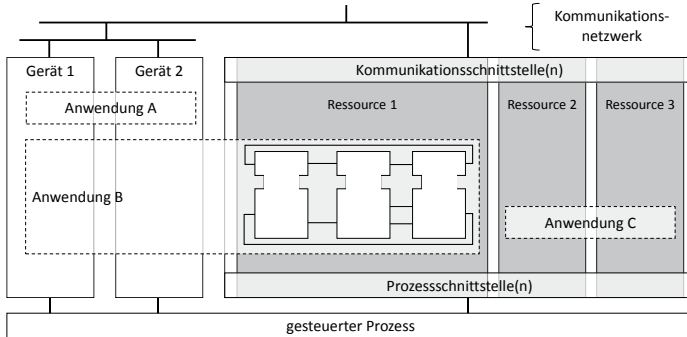 Kommunikations-
netzwerk
Gerät 1
Gerät 2
Kommunikationsschnittstelle(n)
Anwendung A
Ressource 1
Ressource 2
Ressource 3
Anwendung B
Anwendung C
Prozessschnittstelle(n)
gesteuerter Prozess